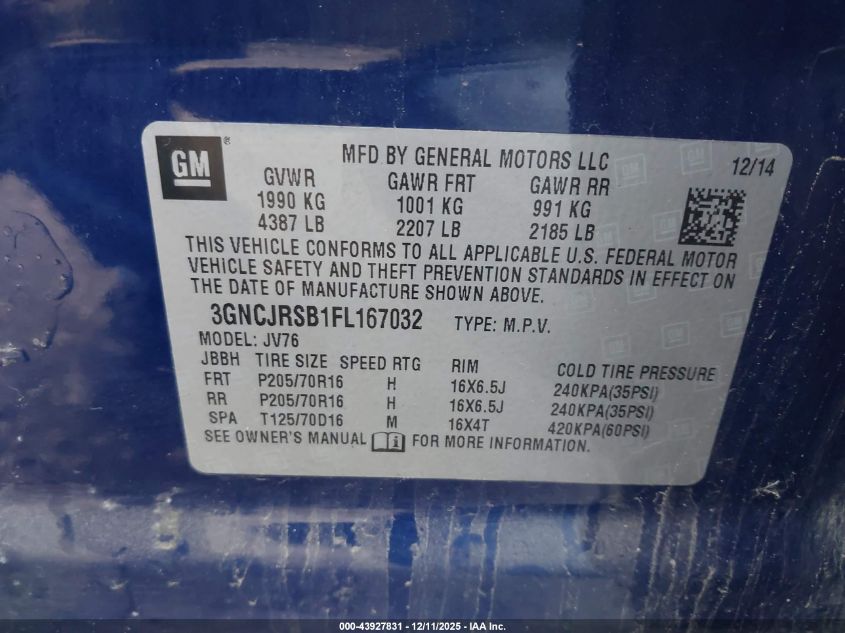 GM ®
MFD BY GENERAL MOTORS LLC 12/14
GVWR GAWR FRT GAWR RR
1990 KG 1001 KG 991 KG
4387 LB 2207 LB 2185 LB
THIS VEHICLE CONFORMS TO ALL APPLICABLE U.S. FEDERAL MOTOR
VEHICLE SAFETY AND THEFT PREVENTION STANDARDS IN EFFECT ON
THE DATE OF MANUFACTURE SHOWN ABOVE.
3GNCJRSB1FL167032 TYPE: M.P.V.
MODEL: JV76
JBBH TIRE SIZE SPEED RTG RIM COLD TIRE PRESSURE
FRT P205/70R16 H 16X6.5J 240KPA(35PSI)
RR P205/70R16 H 16X6.5J 240KPA(35PSI)
SPA T125/70D16 M 16X4T 420KPA(60PSI)
SEE OWNER'S MANUAL FOR MORE INFORMATION.
000-43927831 - 12/11/2025 - IAA Inc.